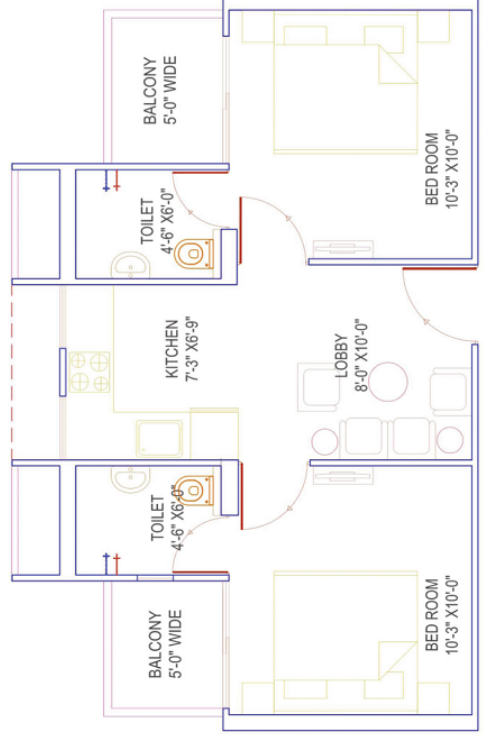 BALCONY
5'-0" WIDE
TOILET
4'-6" X6'-0"
KITCHEN
7'-3" X6'-9"
TOILET
4'-6" X6'-0"
BALCONY
5'-0" WIDE
BED ROOM
10'-3" X10'-0"
LOBBY
8'-0" X10'-0"
BED ROOM
10'-3" X10'-0"